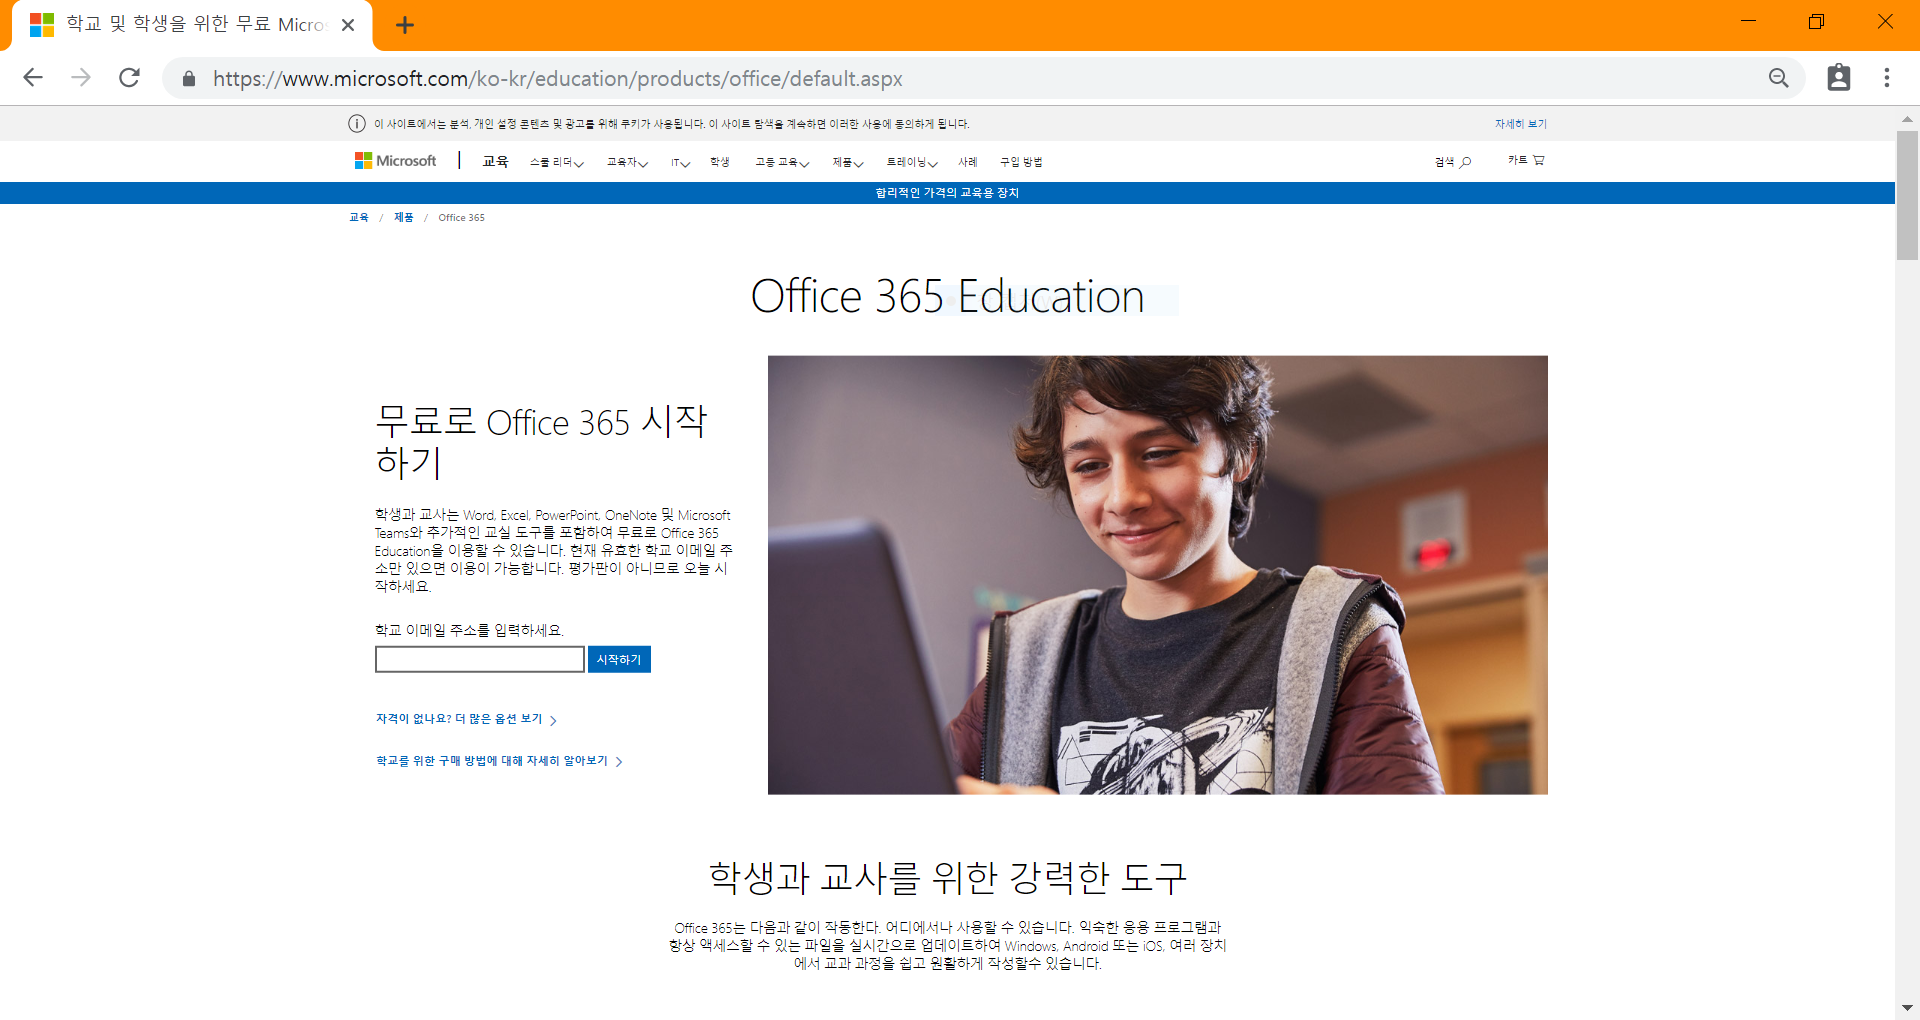 학교 및 학생을 위한 무료 Micros
https://www.microsoft.com/ko-kr/education/products/office/default.aspx
이 사이트에서는 분석, 개인 설정 콘텐츠 및 광고를 위해 쿠키가 사용됩니다. 이 사이트 탐색을 계속하면 이러한 사용에 동의하게 됩니다. 자세히 보기
Microsoft 교육 스쿨 리더 교육자 IT 학생 고등 교육 제품 트레이닝 사례 구입 방법 검색 카트
합리적인 가격의 교육용 장치
교육 / 제품 / Office 365
Office 365 Education
무료로 Office 365 시작
하기
학생과 교사는 Word, Excel, PowerPoint, OneNote 및 Microsoft
Teams와 추가적인 교실 도구를 포함하여 무료로 Office 365
Education을 이용할 수 있습니다. 현재 유효한 학교 이메일 주
소만 있으면 이용이 가능합니다. 평가판이 아니므로 오늘 시
작하세요.
학교 이메일 주소를 입력하세요.
시작하기
자격이 없나요? 더 많은 옵션 보기
학교를 위한 구매 방법에 대해 자세히 알아보기
학생과 교사를 위한 강력한 도구
Office 365는 다음과 같이 작동한다. 어디에서나 사용할 수 있습니다. 익숙한 응용 프로그램과
항상 액세스할 수 있는 파일을 실시간으로 업데이트하여 Windows, Android 또는 iOS, 여러 장치
에서 교과 과정을 쉽고 원활하게 작성할수 있습니다.